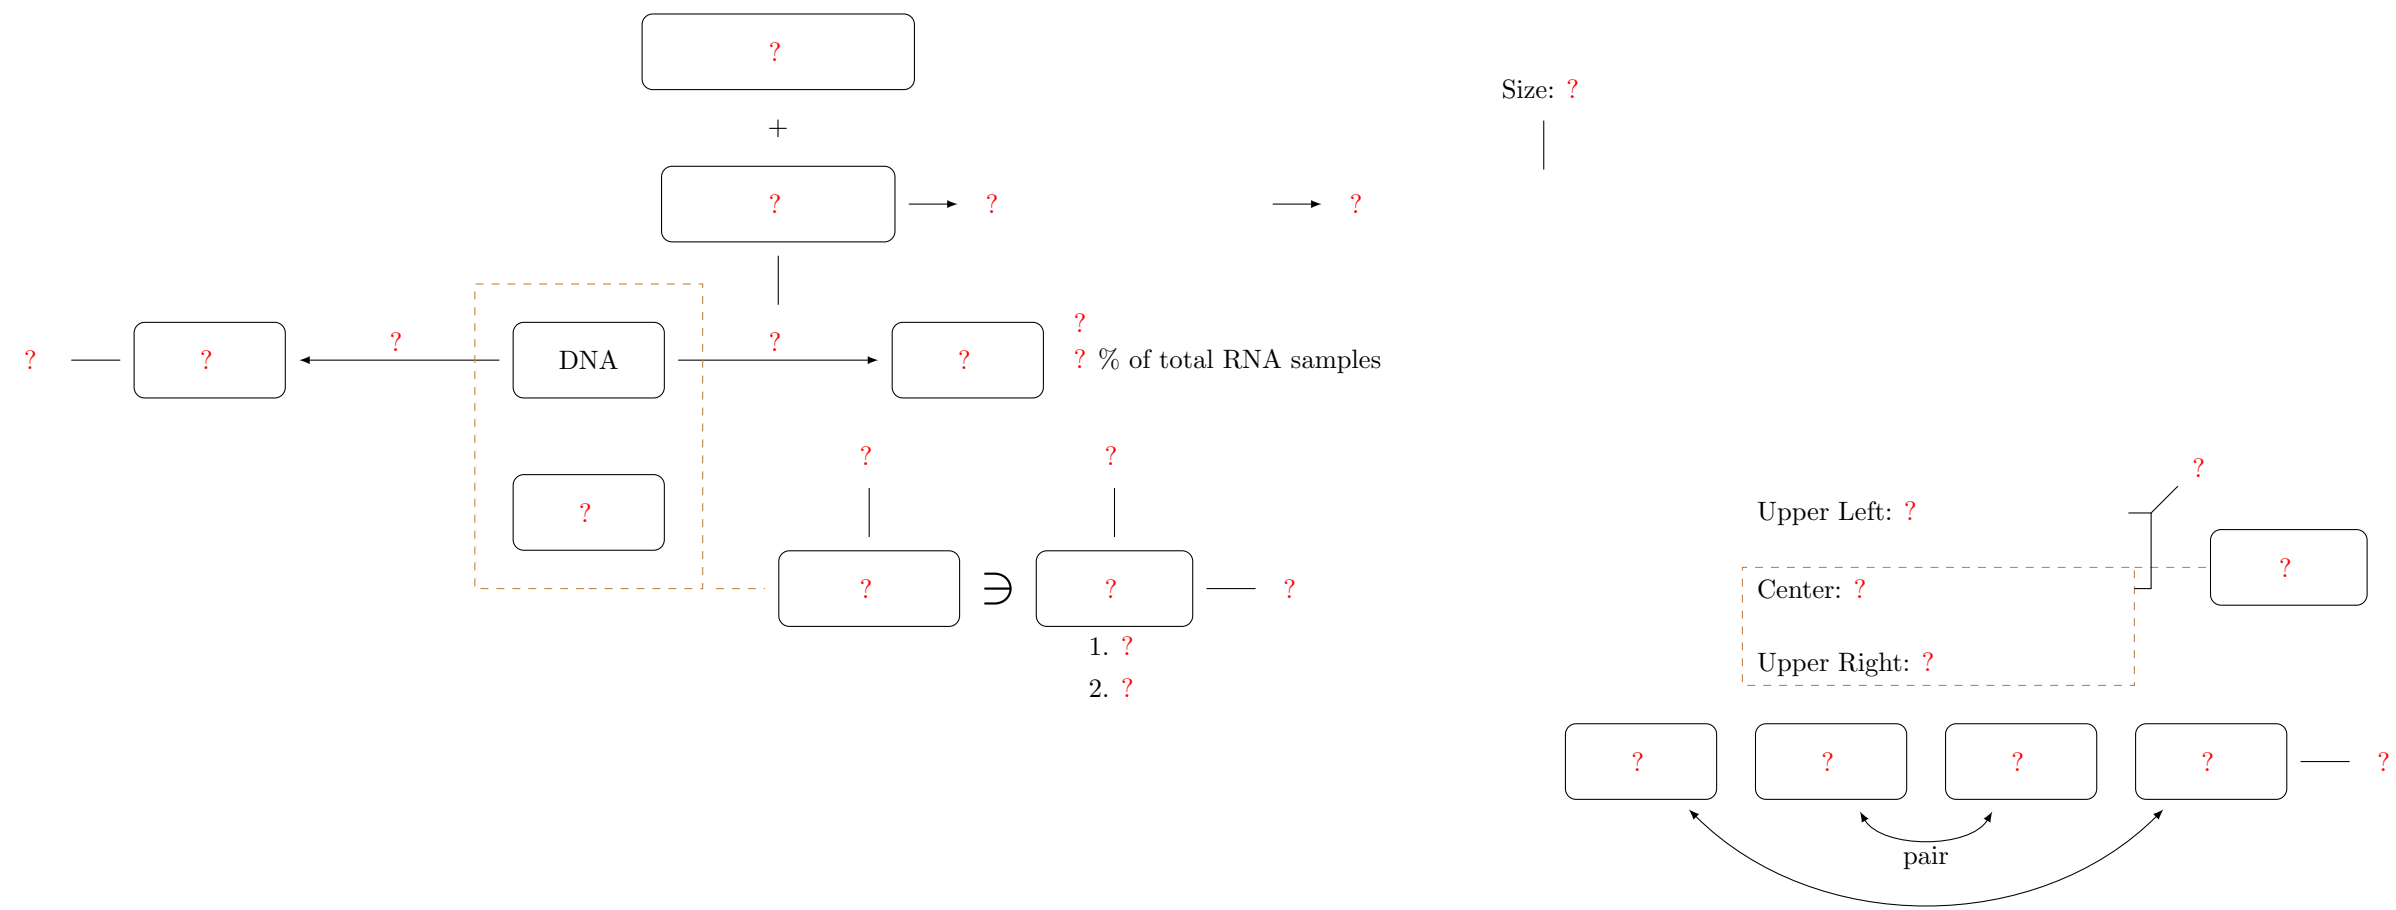 ?
Size: ?
+
? ? ?
?
? ? ? DNA ? ? ? % of total RNA samples
? ?
?
Upper Left: ?
?
?
? ∋ ? ?
Center: ?
1. ?
Upper Right: ?
2. ?
? ? ? ? ?
pair